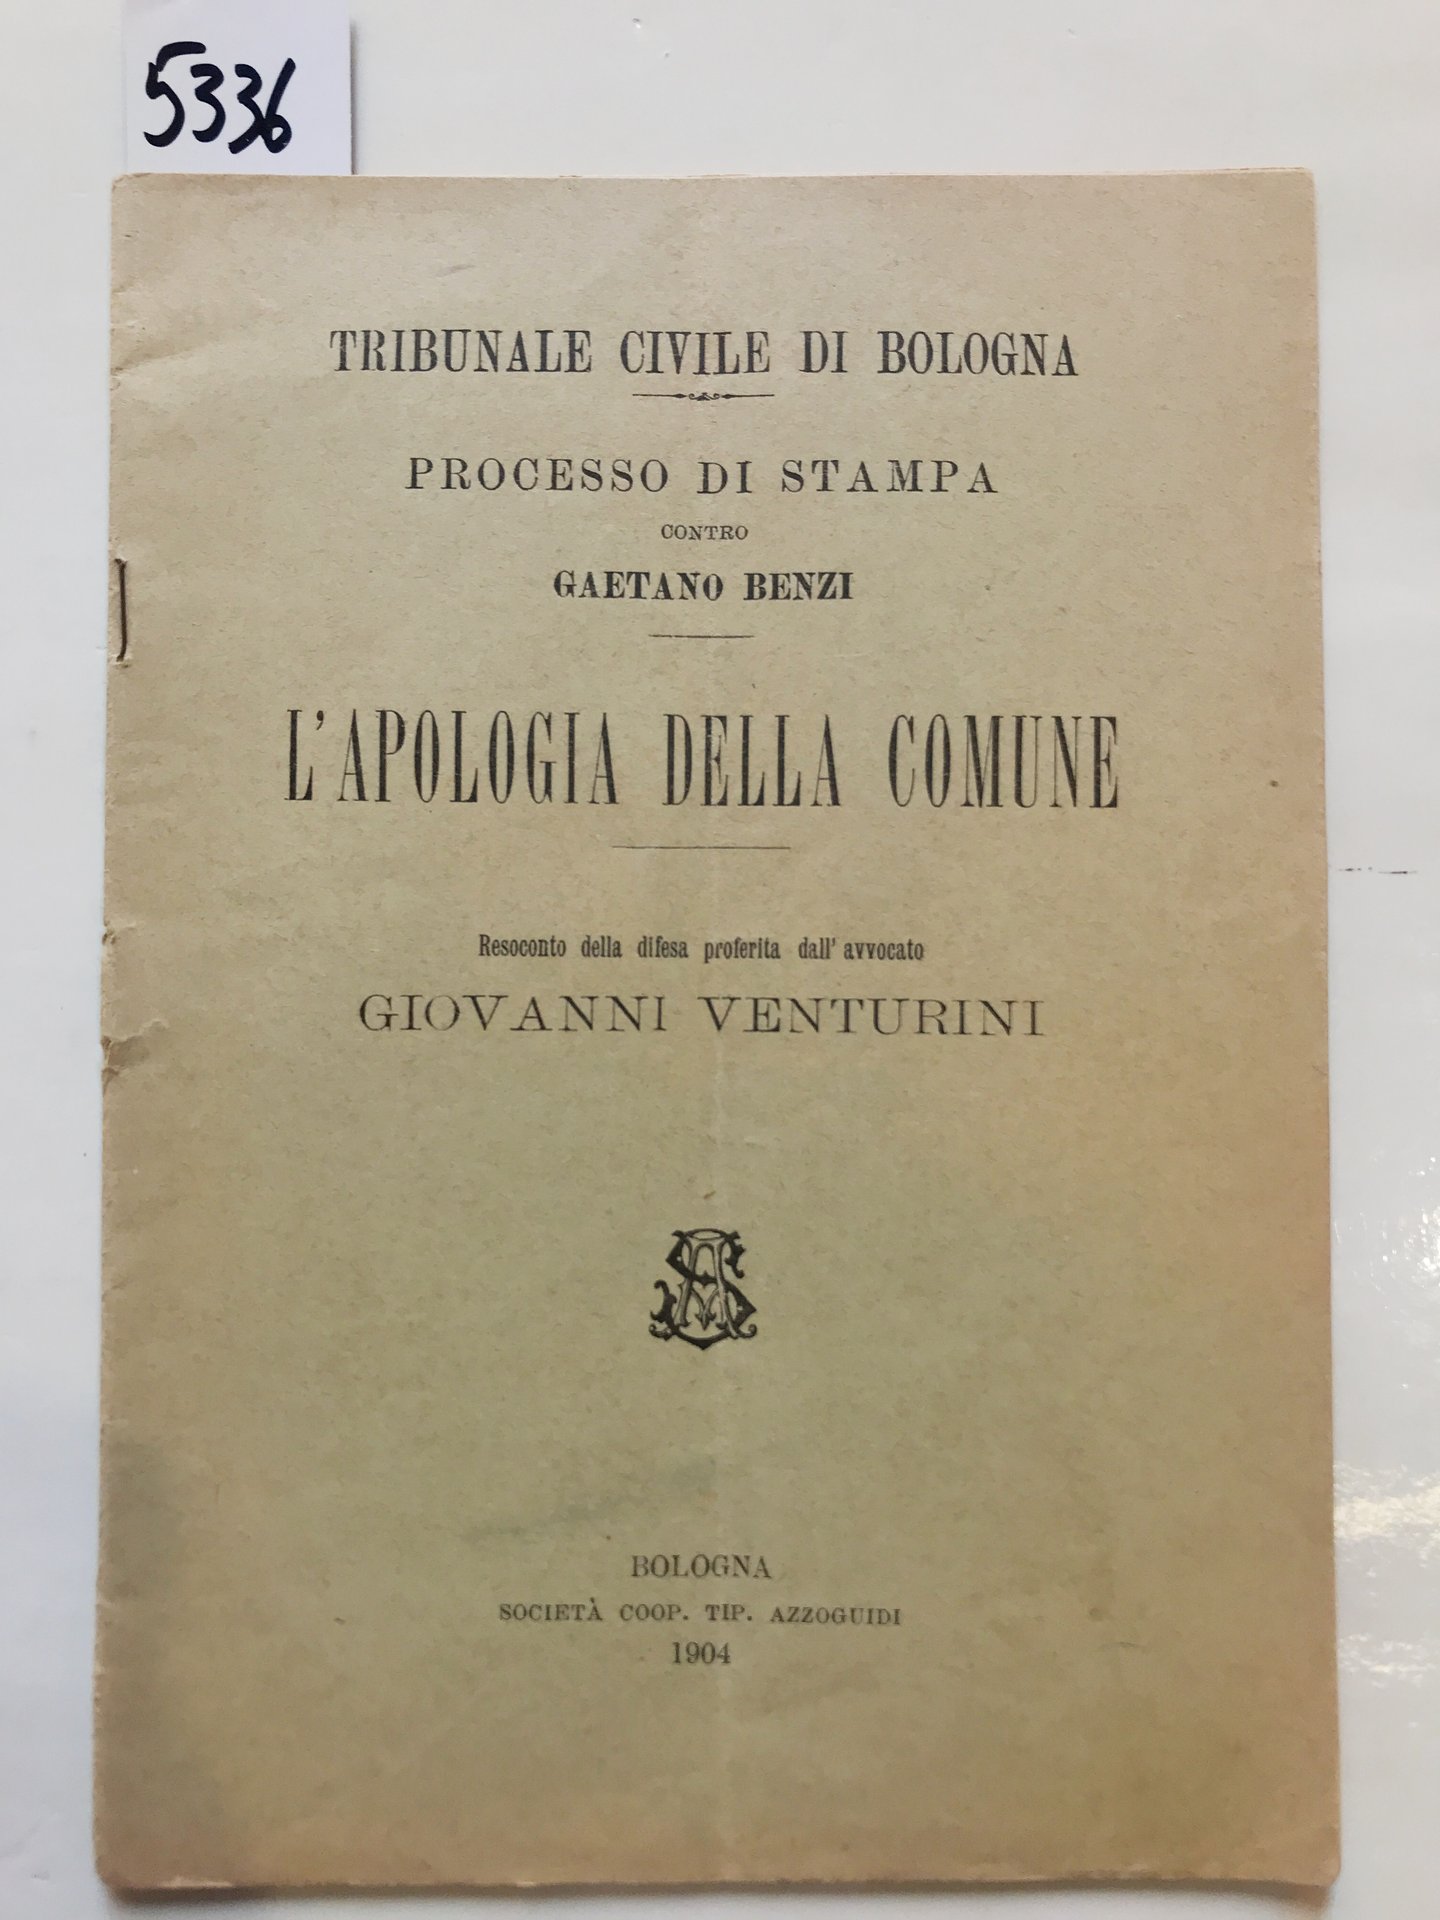 5336
TRIBUNALE CIVILE DI BOLOGNA
PROCESSO DI STAMPA
CONTRO
GAETANO BENZI
L'APOLOGIA DELLA COMUNE
Resoconto della difesa proferita dall' avvocato
GIOVANNI VENTURINI
BOLOGNA
SOCIETÀ COOP. TIP. AZZOGUIDI
1904